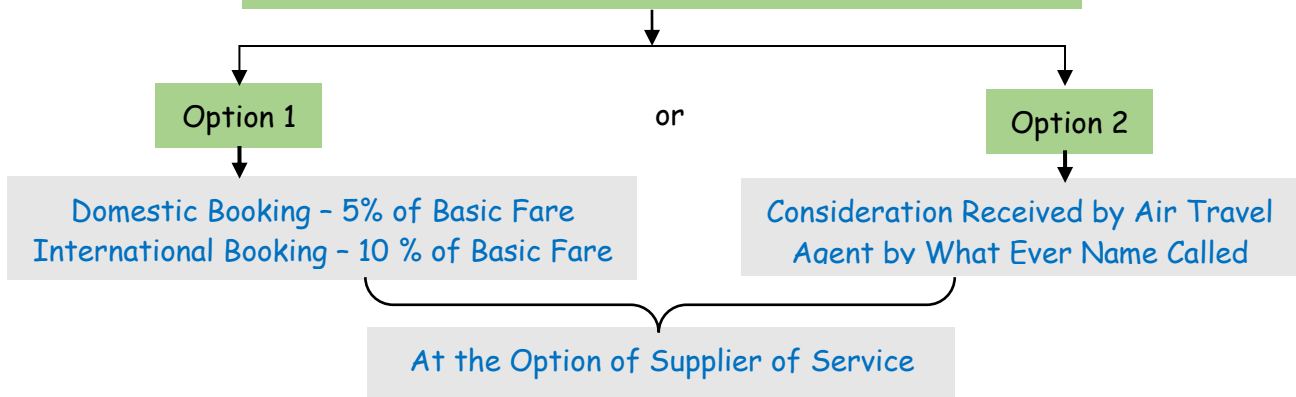 Option 1
or
Option 2
Domestic Booking – 5% of Basic Fare
International Booking – 10 % of Basic Fare
Consideration Received by Air Travel
Agent by What Ever Name Called
At the Option of Supplier of Service